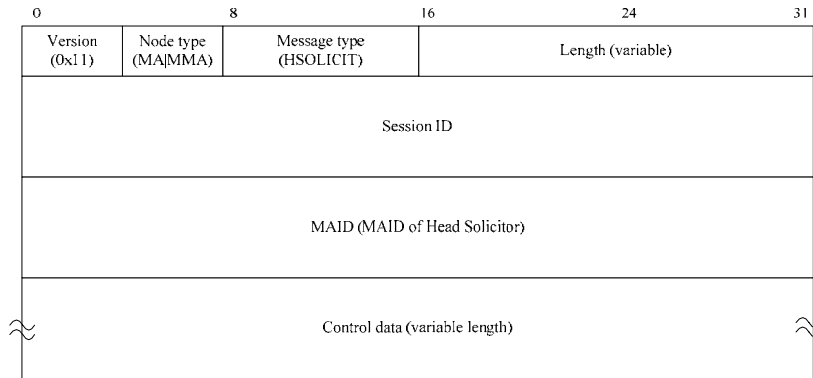 0 8 16 24 31
Version
(0x11)
Node type
(MA|MMA)
Message type
(HSOLICIT)
Length (variable)
Session ID
MAID (MAID of Head Solicitor)
Control data (variable length)